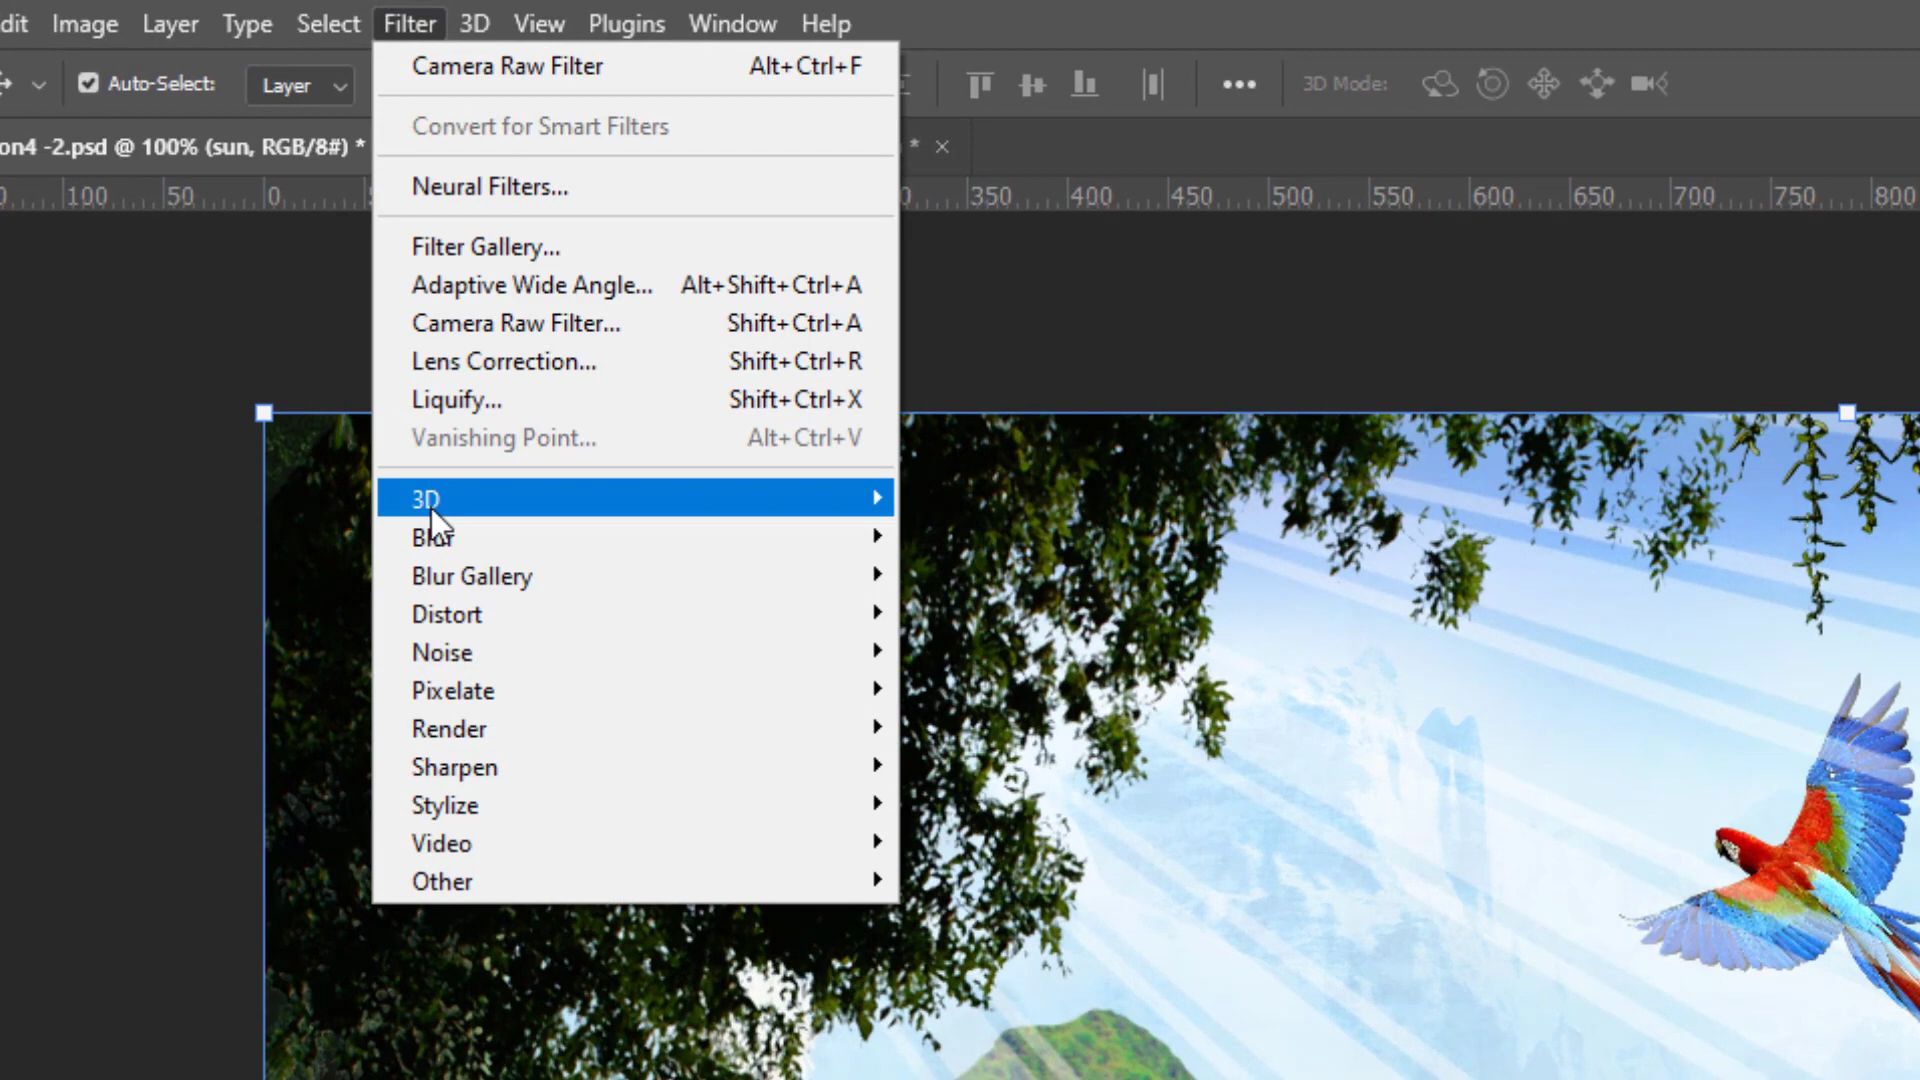 dit Image Layer Type Select Filter 3D View Plugins Window Help
Auto-Select: Layer 3D Mode:
on4 -2.psd @ 100% (sun, RGB/8#) * * ×
100 50 0 350 400 450 500 550 600 650 700 750 800
Camera Raw Filter Alt+Ctrl+F
Convert for Smart Filters
Neural Filters...
Filter Gallery...
Adaptive Wide Angle... Alt+Shift+Ctrl+A
Camera Raw Filter... Shift+Ctrl+A
Lens Correction... Shift+Ctrl+R
Liquify... Shift+Ctrl+X
Vanishing Point... Alt+Ctrl+V
3D
Blur
Blur Gallery
Distort
Noise
Pixelate
Render
Sharpen
Stylize
Video
Other